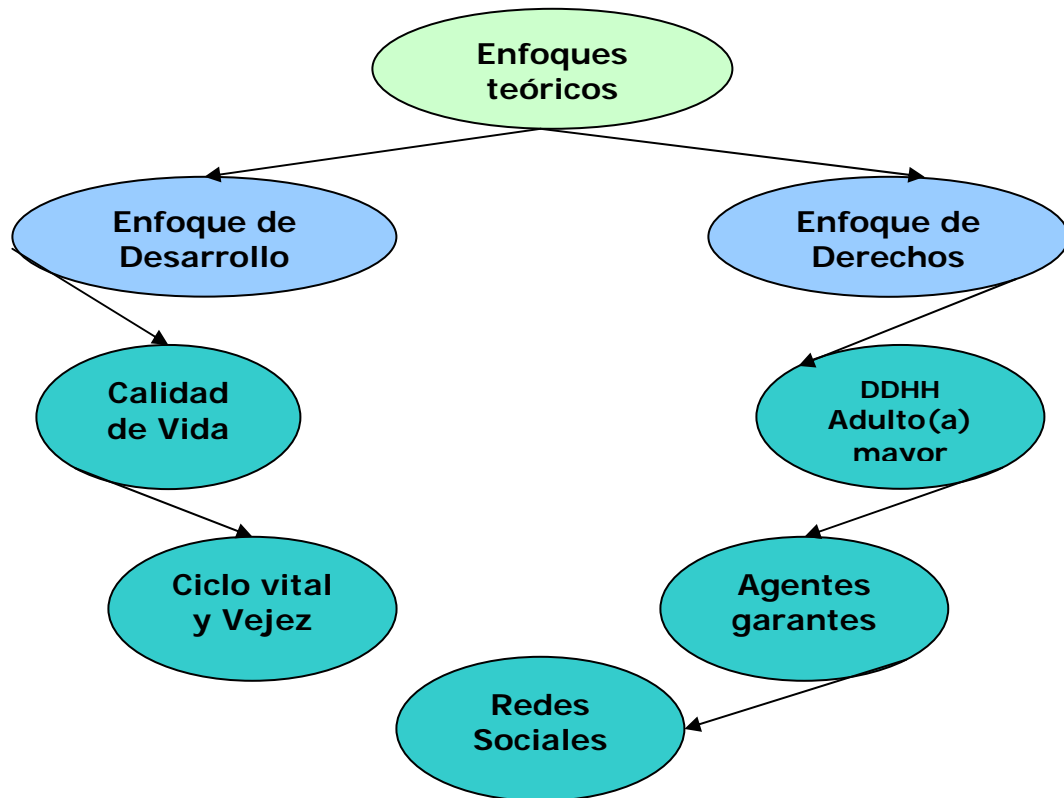 Enfoques
teóricos
Enfoque de
Desarrollo
Enfoque de
Derechos
Calidad
de Vida
DDHH
Adulto(a)
mayor
Ciclo vital
y Vejez
Agentes
garantes
Redes
Sociales